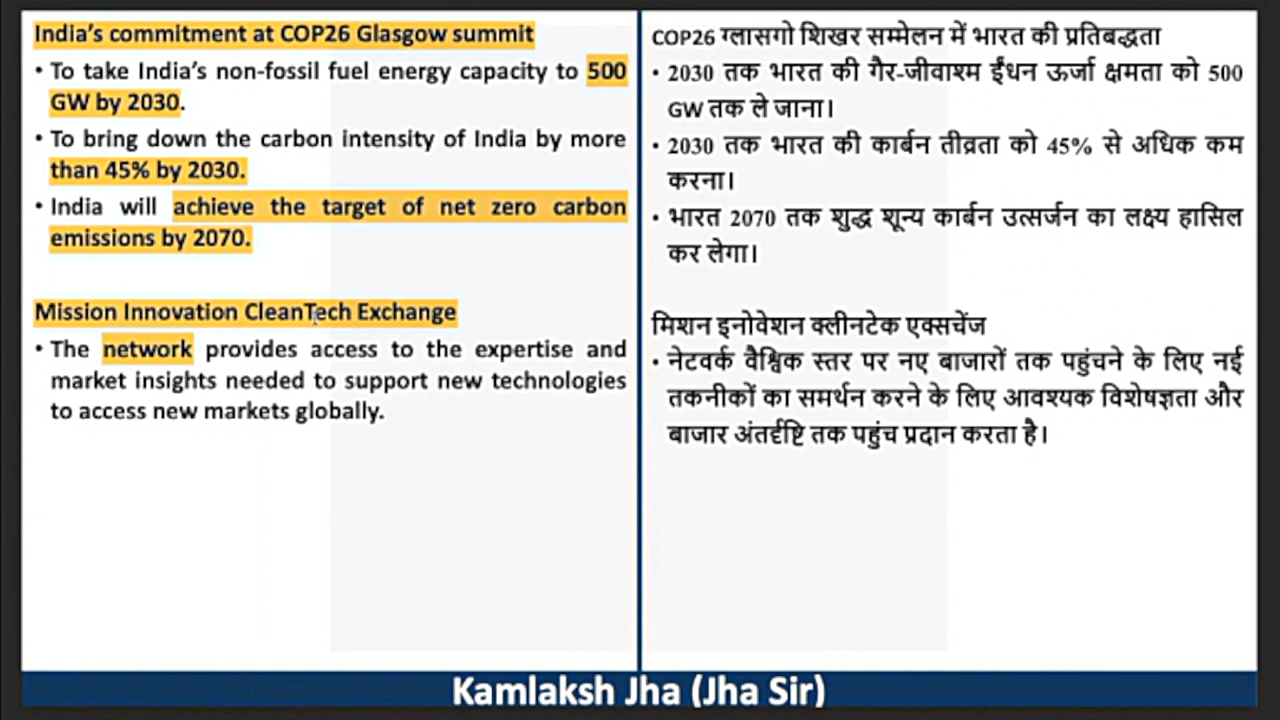 India's commitment at COP26 Glasgow summit
• To take India's non-fossil fuel energy capacity to 500
GW by 2030.
• To bring down the carbon intensity of India by more
than 45% by 2030.
• India will achieve the target of net zero carbon
emissions by 2070.
Mission Innovation CleanTech Exchange
• The network provides access to the expertise and
market insights needed to support new technologies
to access new markets globally.
COP26 ग्लासगो शिखर सम्मेलन में भारत की प्रतिबद्धता
• 2030 तक भारत की गैर-जीवाश्म ईंधन ऊर्जा क्षमता को 500
GW तक ले जाना।
• 2030 तक भारत की कार्बन तीव्रता को 45% से अधिक कम
करना।
• भारत 2070 तक शुद्ध शून्य कार्बन उत्सर्जन का लक्ष्य हासिल
कर लेगा।
मिशन इनोवेशन क्लीनटेक एक्सचेंज
• नेटवर्क वैश्विक स्तर पर नए बाजारों तक पहुंचने के लिए नई
तकनीकों का समर्थन करने के लिए आवश्यक विशेषज्ञता और
बाजार अंतर्दृष्टि तक पहुंच प्रदान करता है।
Kamlaksh Jha (Jha Sir)